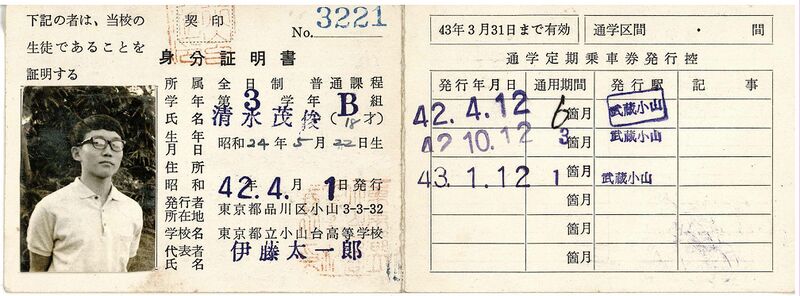 下記の者は、当校の
生徒であることを
証明する
契印
No. 3221
身分証明書
所属 全日制 普通課程
学年 第3学年B組
氏名 清水茂俊(18才)
生年月日 昭和24年5月22日生
住所
昭和42年4月1日発行
発行者所在地 東京都品川区小山3-3-32
学校名 東京都立小山台高等学校
代表者氏名 伊藤太一郎
43年3月31日まで有効
通学区間 ・ 間
通学定期乗車券発行控
発行年月日 通用期間 発行駅 記事
42.4.12 6箇月 武蔵小山
42.10.12 3箇月 武蔵小山
43.1.12 1箇月 武蔵小山
箇月
箇月
箇月